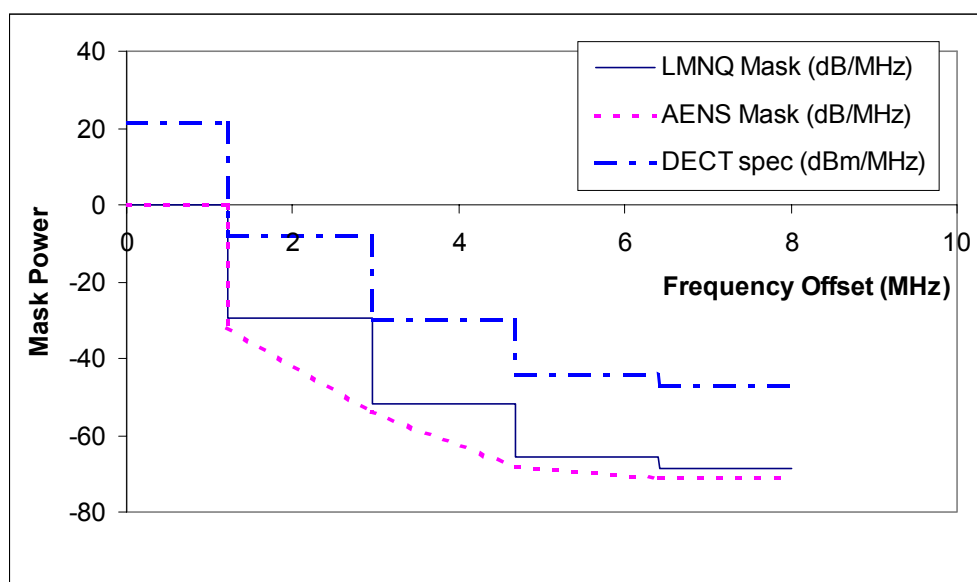 40
20
0
-20
-40
-60
-80
Mask Power
0
2
4
6
8
10
Frequency Offset (MHz)
LMNQ Mask (dB/MHz)
AENS Mask (dB/MHz)
DECT spec (dBm/MHz)